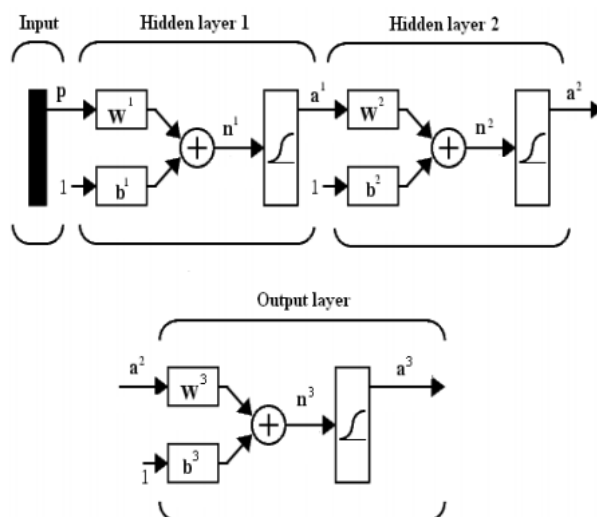 Input Hidden layer 1 Hidden layer 2
p a¹ a²
W¹ n¹ W² n²
1 b¹ 1 b²
Output layer
a² a³
W³ n³
1 b³